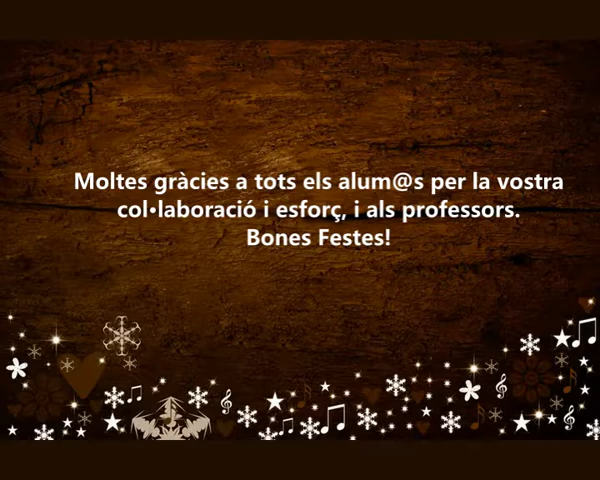 Moltes gràcies a tots els alum@s per la vostra
col•laboració i esforç, i als professors.
Bones Festes!